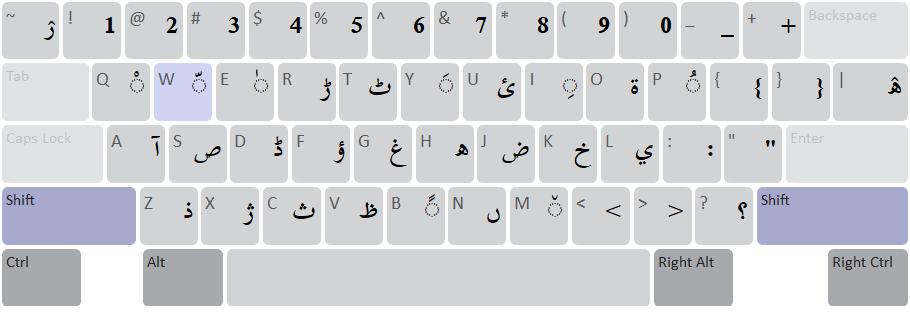 ~ ژ ! 1 @ 2 # 3 $ 4 % 5 ^ 6 & 7 * 8 ( 9 ) 0 _ _ + + Backspace
Tab Q ◌ W ◌ّ E ◌ٰ R ڑ T ٹ Y ◌َ U ئ I ◌ِ O ة P ◌ُ { } } { |
Caps Lock A آ S ص D ڈ F ؤ G غ H ھ J ض K خ L ي : : " " Enter
Shift Z ذ X ژ C ث V ظ B ◌ً N ں M ◌ < < > > ? ؟ Shift
Ctrl Alt Right Alt Right Ctrl